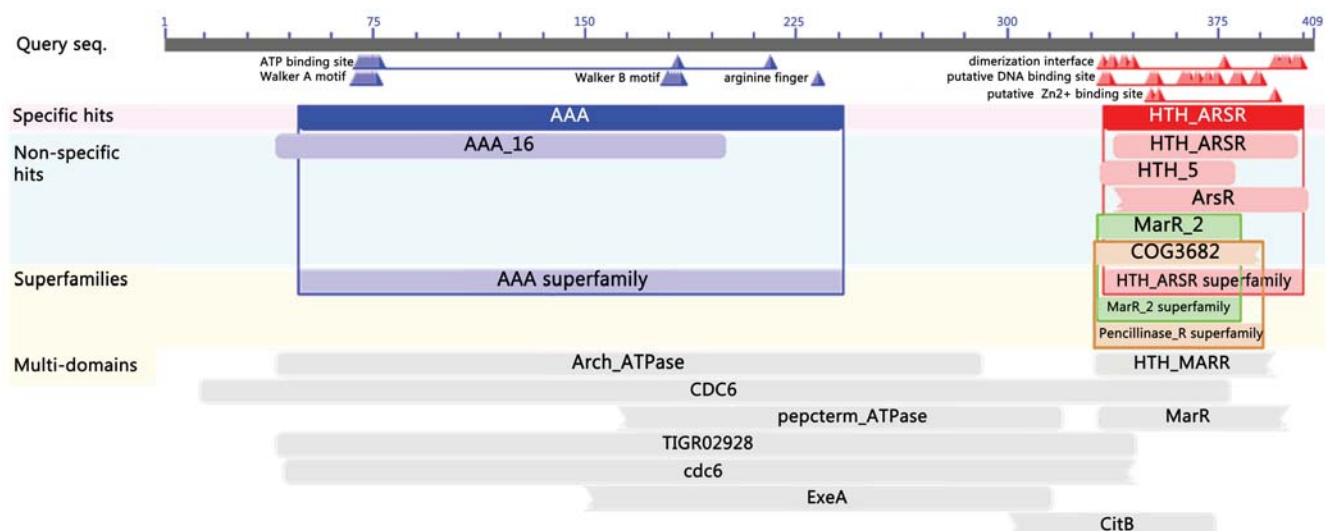 1 75 150 225 300 375 409
Query seq.
ATP binding site dimerization interface
Walker A motif Walker B motif arginine finger putative DNA binding site
putative Zn2+ binding site
Specific hits AAA HTH_ARSR
Non-specific hits AAA_16 HTH_ARSR
HTH_5
ArsR
MarR_2
COG3682
Superfamilies AAA superfamily HTH_ARSR superfamily
MarR_2 superfamily
Pencillinase_R superfamily
Multi-domains Arch_ATPase HTH_MARR
CDC6
pepcterm_ATPase MarR
TIGR02928
cdc6
ExeA
CitB